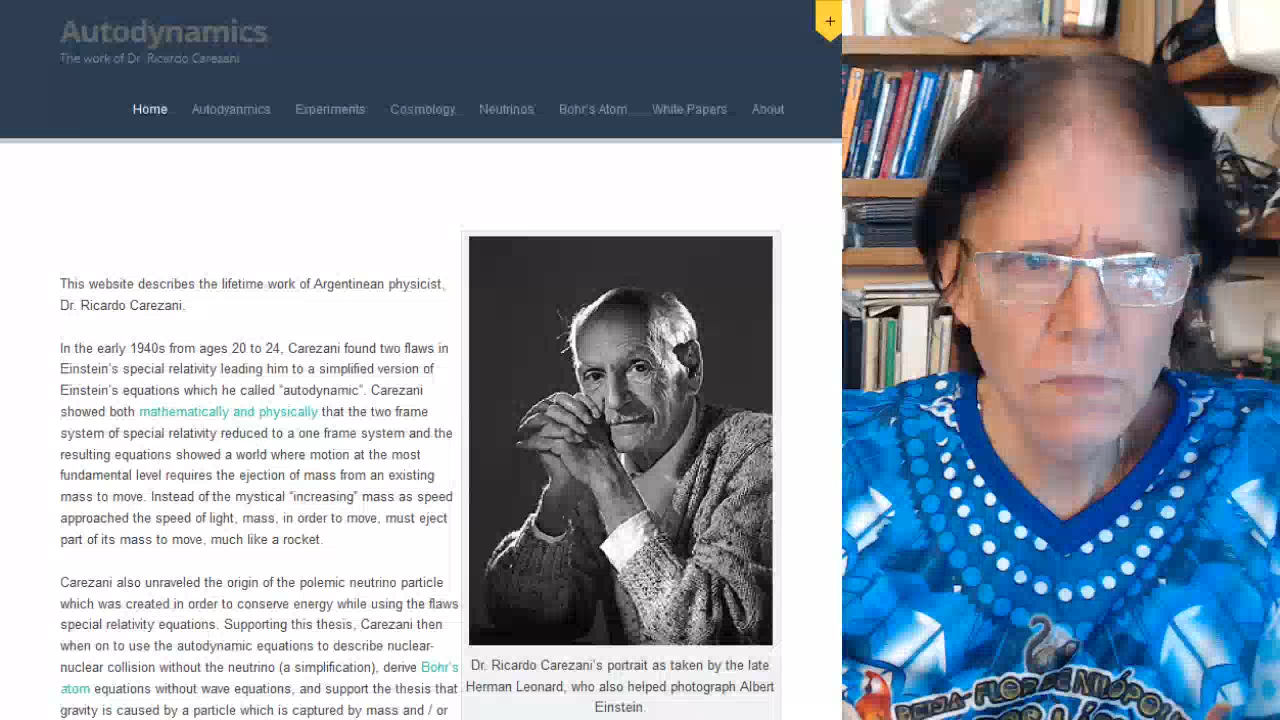 Autodynamics
The work of Dr. Ricardo Carezani
+
Home Autodyanmics Experiments Cosmology Neutrinos Bohr's Atom White Papers About
This website describes the lifetime work of Argentinean physicist,
Dr. Ricardo Carezani.
In the early 1940s from ages 20 to 24, Carezani found two flaws in
Einstein's special relativity leading him to a simplified version of
Einstein's equations which he called "autodynamic". Carezani
showed both mathematically and physically that the two frame
system of special relativity reduced to a one frame system and the
resulting equations showed a world where motion at the most
fundamental level requires the ejection of mass from an existing
mass to move. Instead of the mystical "increasing" mass as speed
approached the speed of light, mass, in order to move, must eject
part of its mass to move, much like a rocket.
Carezani also unraveled the origin of the polemic neutrino particle
which was created in order to conserve energy while using the flaws
special relativity equations. Supporting this thesis, Carezani then
when on to use the autodynamic equations to describe nuclear-
nuclear collision without the neutrino (a simplification), derive Bohr's
atom equations without wave equations, and support the thesis that
gravity is caused by a particle which is captured by mass and / or
Dr. Ricardo Carezani's portrait as taken by the late
Herman Leonard, who also helped photograph Albert
Einstein.
BEIJA-FLOR DE NILÓPOLIS